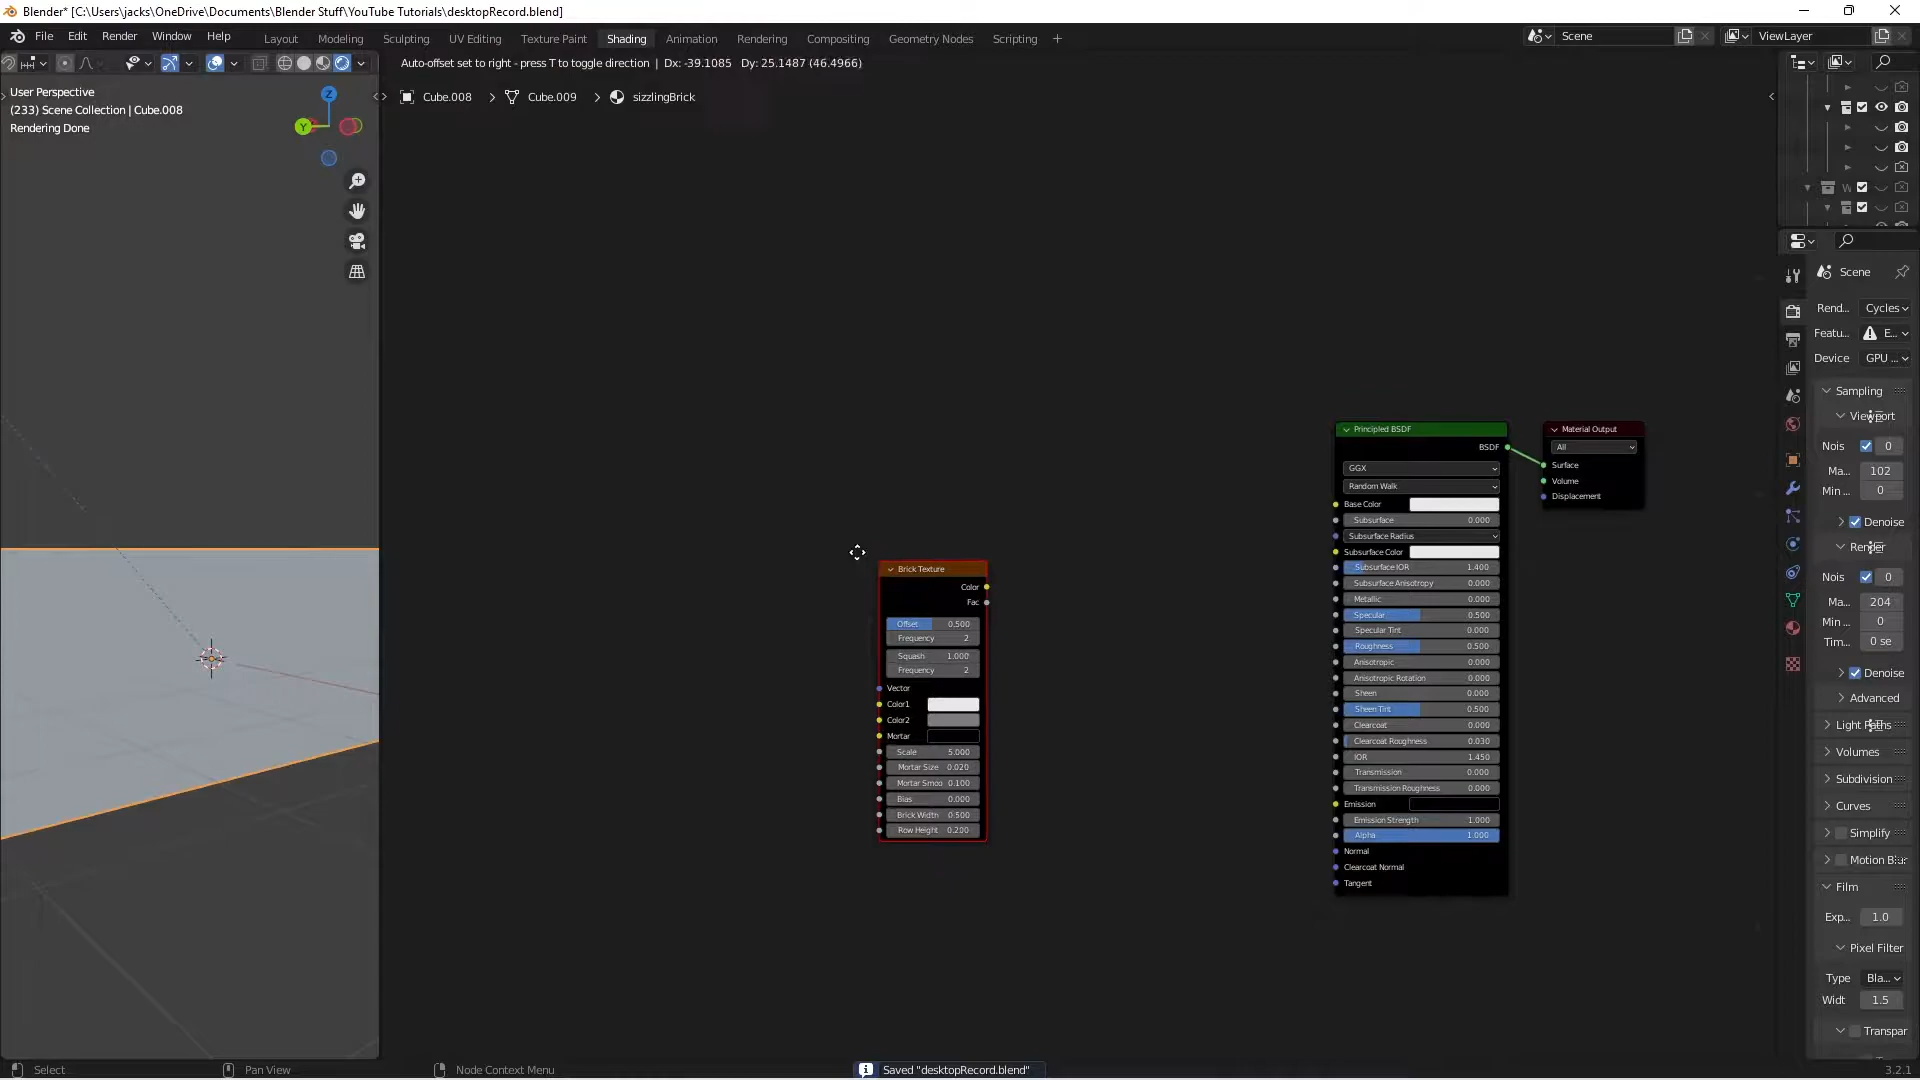 Blender* [C:\Users\jacks\OneDrive\Documents\Blender Stuff\YouTube Tutorials\desktopRecord.blend]
File Edit Render Window Help Layout Modeling Sculpting UV Editing Texture Paint Shading Animation Rendering Compositing Geometry Nodes Scripting + Scene ViewLayer
Auto-offset set to right - press T to toggle direction | Dx: -39.1085 Dy: 25.1487 (46.4966)
User Perspective
(233) Scene Collection | Cube.008
Rendering Done
Z
Y
Cube.008 > Cube.009 > sizzlingBrick
Brick Texture
Color
Fac
Offset 0.500
Frequency 2
Squash 1.000
Frequency 2
Vector
Color1
Color2
Mortar
Scale 5.000
Mortar Size 0.020
Mortar Smoo 0.100
Bias 0.000
Brick Width 0.500
Row Height 0.200
Principled BSDF
BSDF
GGX
Random Walk
Base Color
Subsurface 0.000
Subsurface Radius
Subsurface Color
Subsurface IOR 1.400
Subsurface Anisotropy 0.000
Metallic 0.000
Specular 0.500
Specular Tint 0.000
Roughness 0.500
Anisotropic 0.000
Anisotropic Rotation 0.000
Sheen 0.000
Sheen Tint 0.500
Clearcoat 0.000
Clearcoat Roughness 0.030
IOR 1.450
Transmission 0.000
Transmission Roughness 0.000
Emission
Emission Strength 1.000
Alpha 1.000
Normal
Clearcoat Normal
Tangent
Material Output
All
Surface
Volume
Displacement
W
Scene
Rend... Cycles
Featu... E...
Device GPU ...
Sampling
Viewport
Nois 0
Ma... 102
Min ... 0
Denoise
Render
Nois 0
Ma... 204
Min ... 0
Tim... 0 se
Denoise
Advanced
Light Paths
Volumes
Subdivision
Curves
Simplify
Motion Blur
Film
Exp... 1.0
Pixel Filter
Type Bla...
Widt 1.5
Transpar
Select Pan View Node Context Menu Saved "desktopRecord.blend" 3.2.1